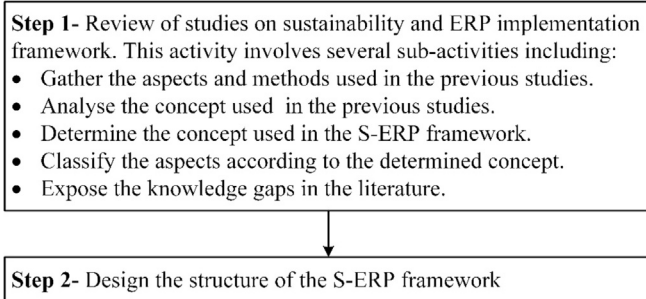 Step 1- Review of studies on sustainability and ERP implementation
framework. This activity involves several sub-activities including:
• Gather the aspects and methods used in the previous studies.
• Analyse the concept used in the previous studies.
• Determine the concept used in the S-ERP framework.
• Classify the aspects according to the determined concept.
• Expose the knowledge gaps in the literature.
Step 2- Design the structure of the S-ERP framework